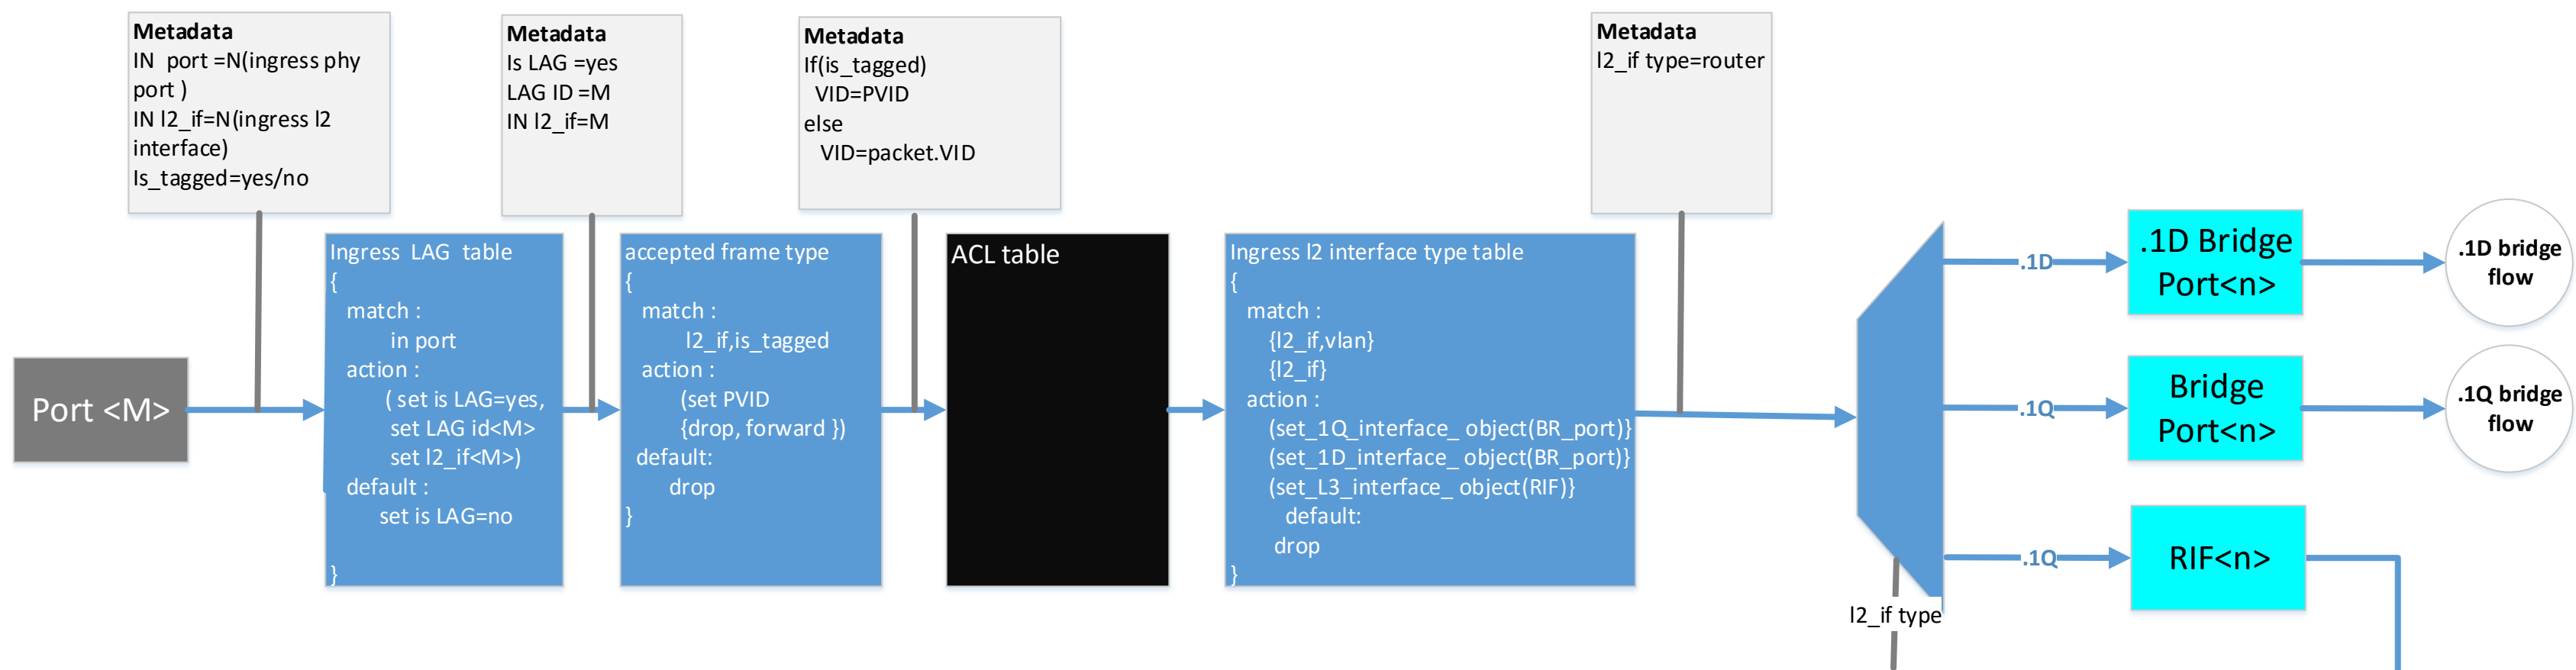 Metadata
IN port =N(ingress phy
port )
IN l2_if=N(ingress l2
interface)
Is_tagged=yes/no
Metadata
Is LAG =yes
LAG ID =M
IN l2_if=M
Metadata
If(is_tagged)
VID=PVID
else
VID=packet.VID
Metadata
l2_if type=router
Port <M>
Ingress LAG table
{
match :
in port
action :
( set is LAG=yes,
set LAG id<M>
set l2_if<M>)
default :
set is LAG=no
}
accepted frame type
{
match :
l2_if,is_tagged
action :
(set PVID
{drop, forward })
default:
drop
}
ACL table
Ingress l2 interface type table
{
match :
{l2_if,vlan}
{l2_if}
action :
(set_1Q_interface_ object(BR_port)}
(set_1D_interface_ object(BR_port)}
(set_L3_interface_ object(RIF)}
default:
drop
}
l2_if type
.1D
.1D Bridge
Port<n>
.1D bridge
flow
.1Q
Bridge
Port<n>
.1Q bridge
flow
.1Q
RIF<n>